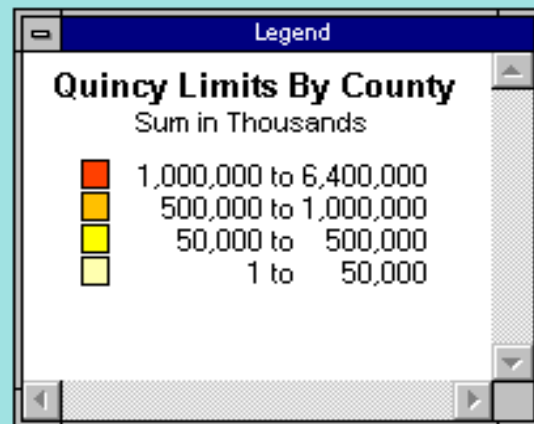 Legend
Quincy Limits By County
Sum in Thousands
1,000,000 to 6,400,000
500,000 to 1,000,000
50,000 to 500,000
1 to 50,000